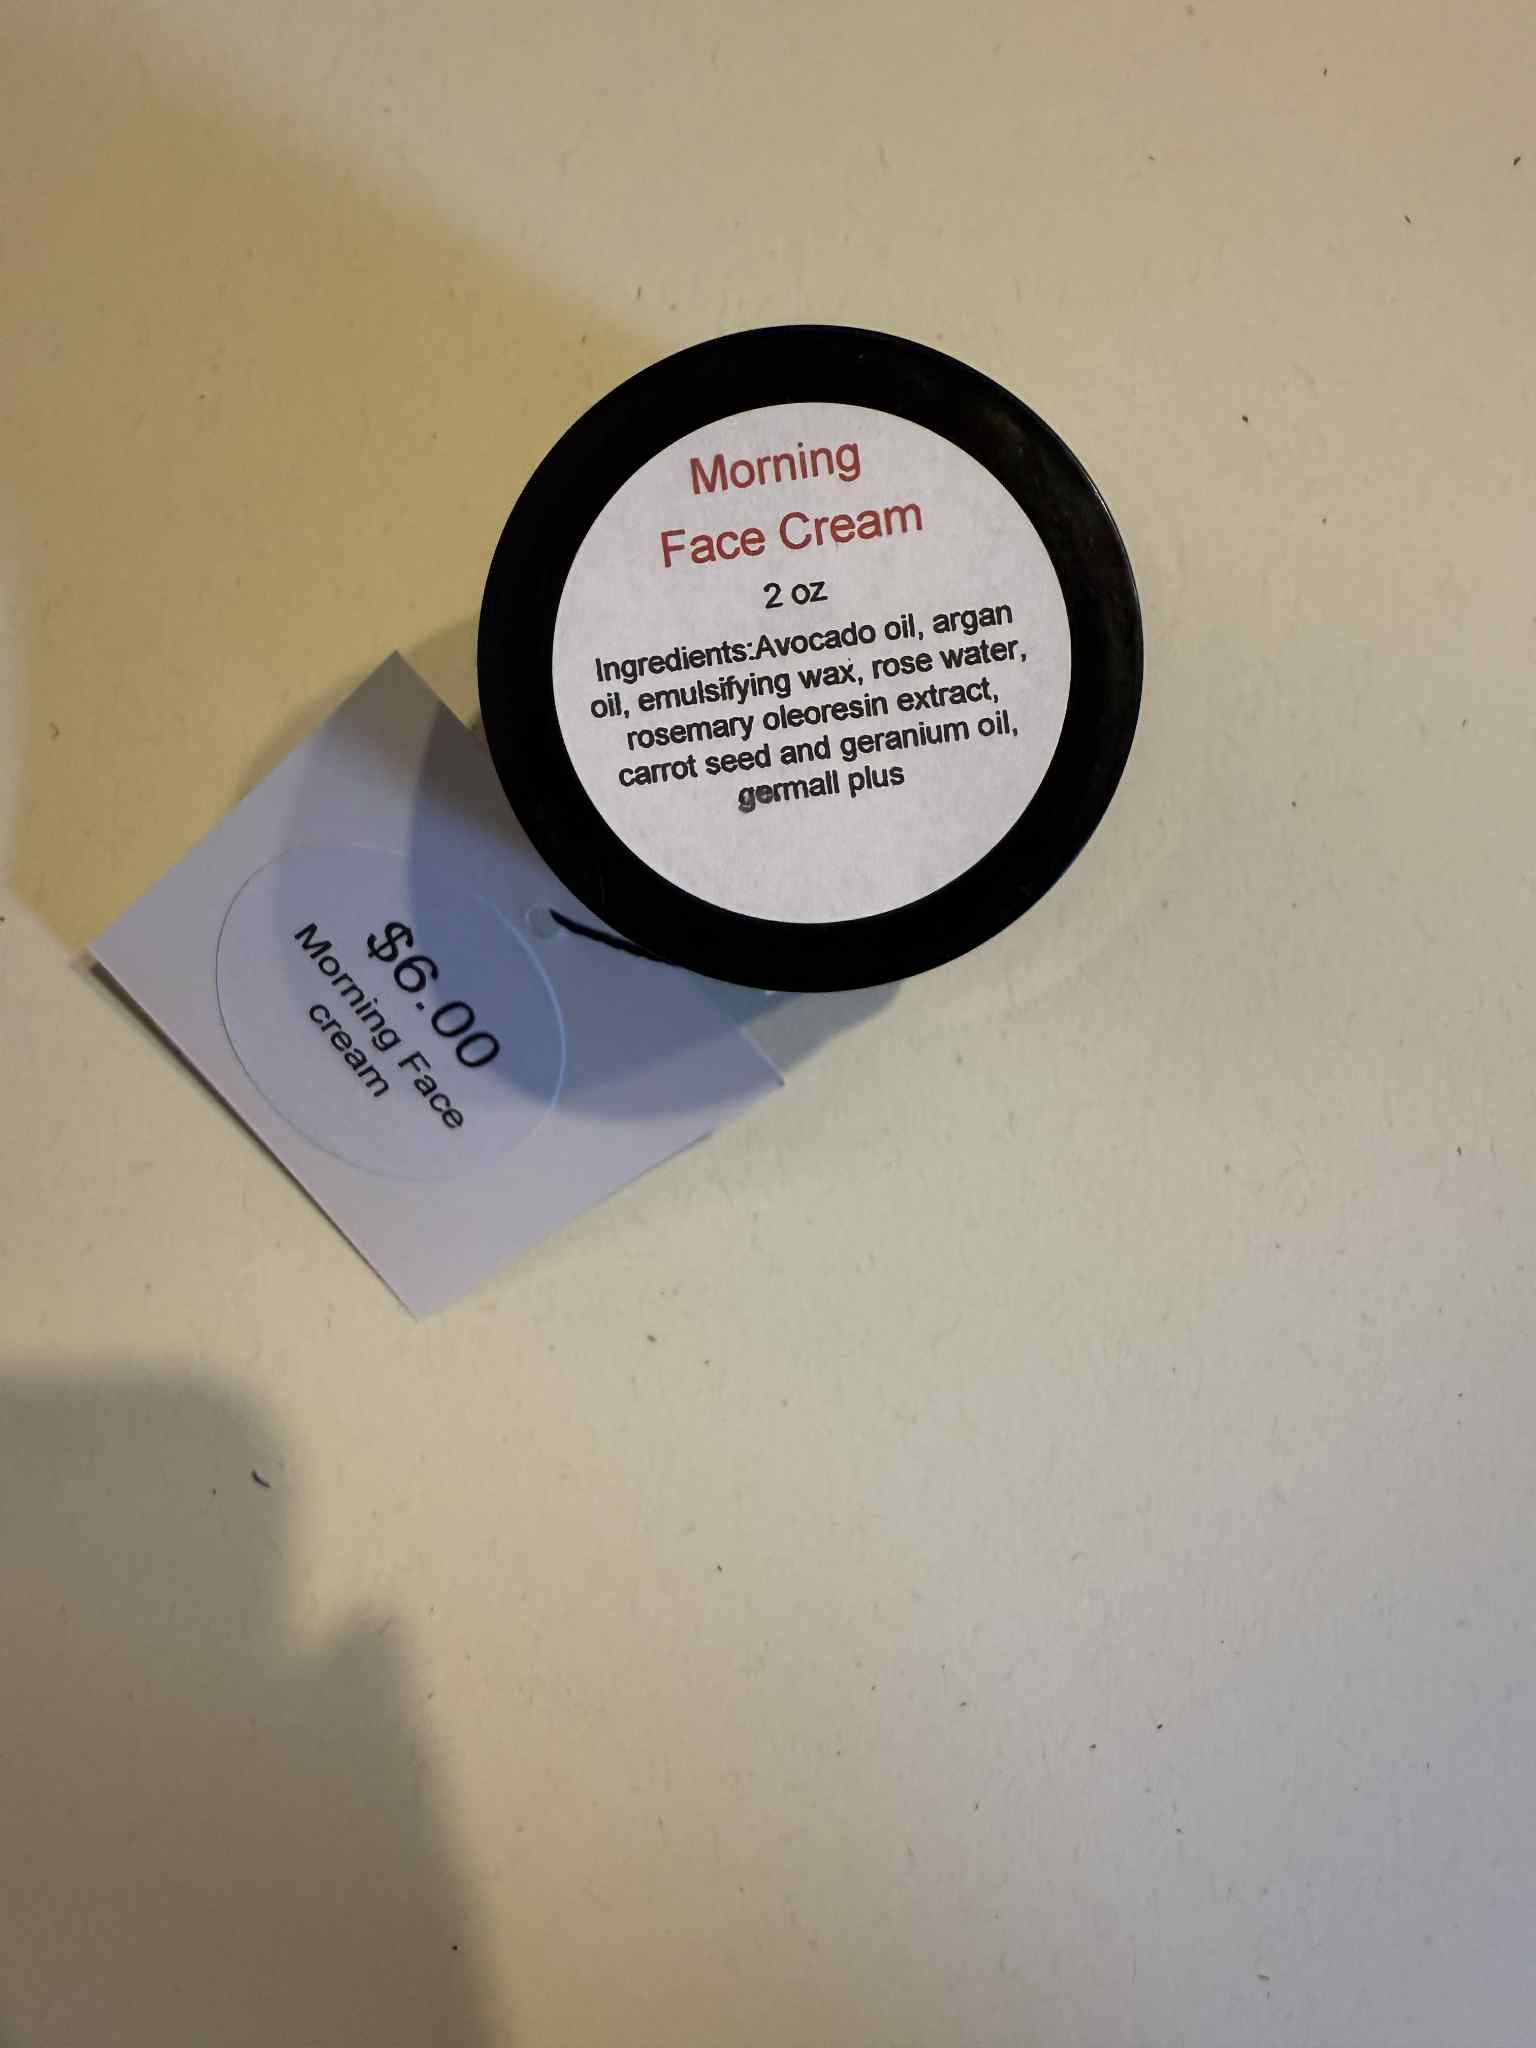 Morning
Face Cream
2 oz
Ingredients:Avocado oil, argan
oil, emulsifying wax, rose water,
rosemary oleoresin extract,
carrot seed and geranium oil,
germall plus
$6.00
Morning Face
cream